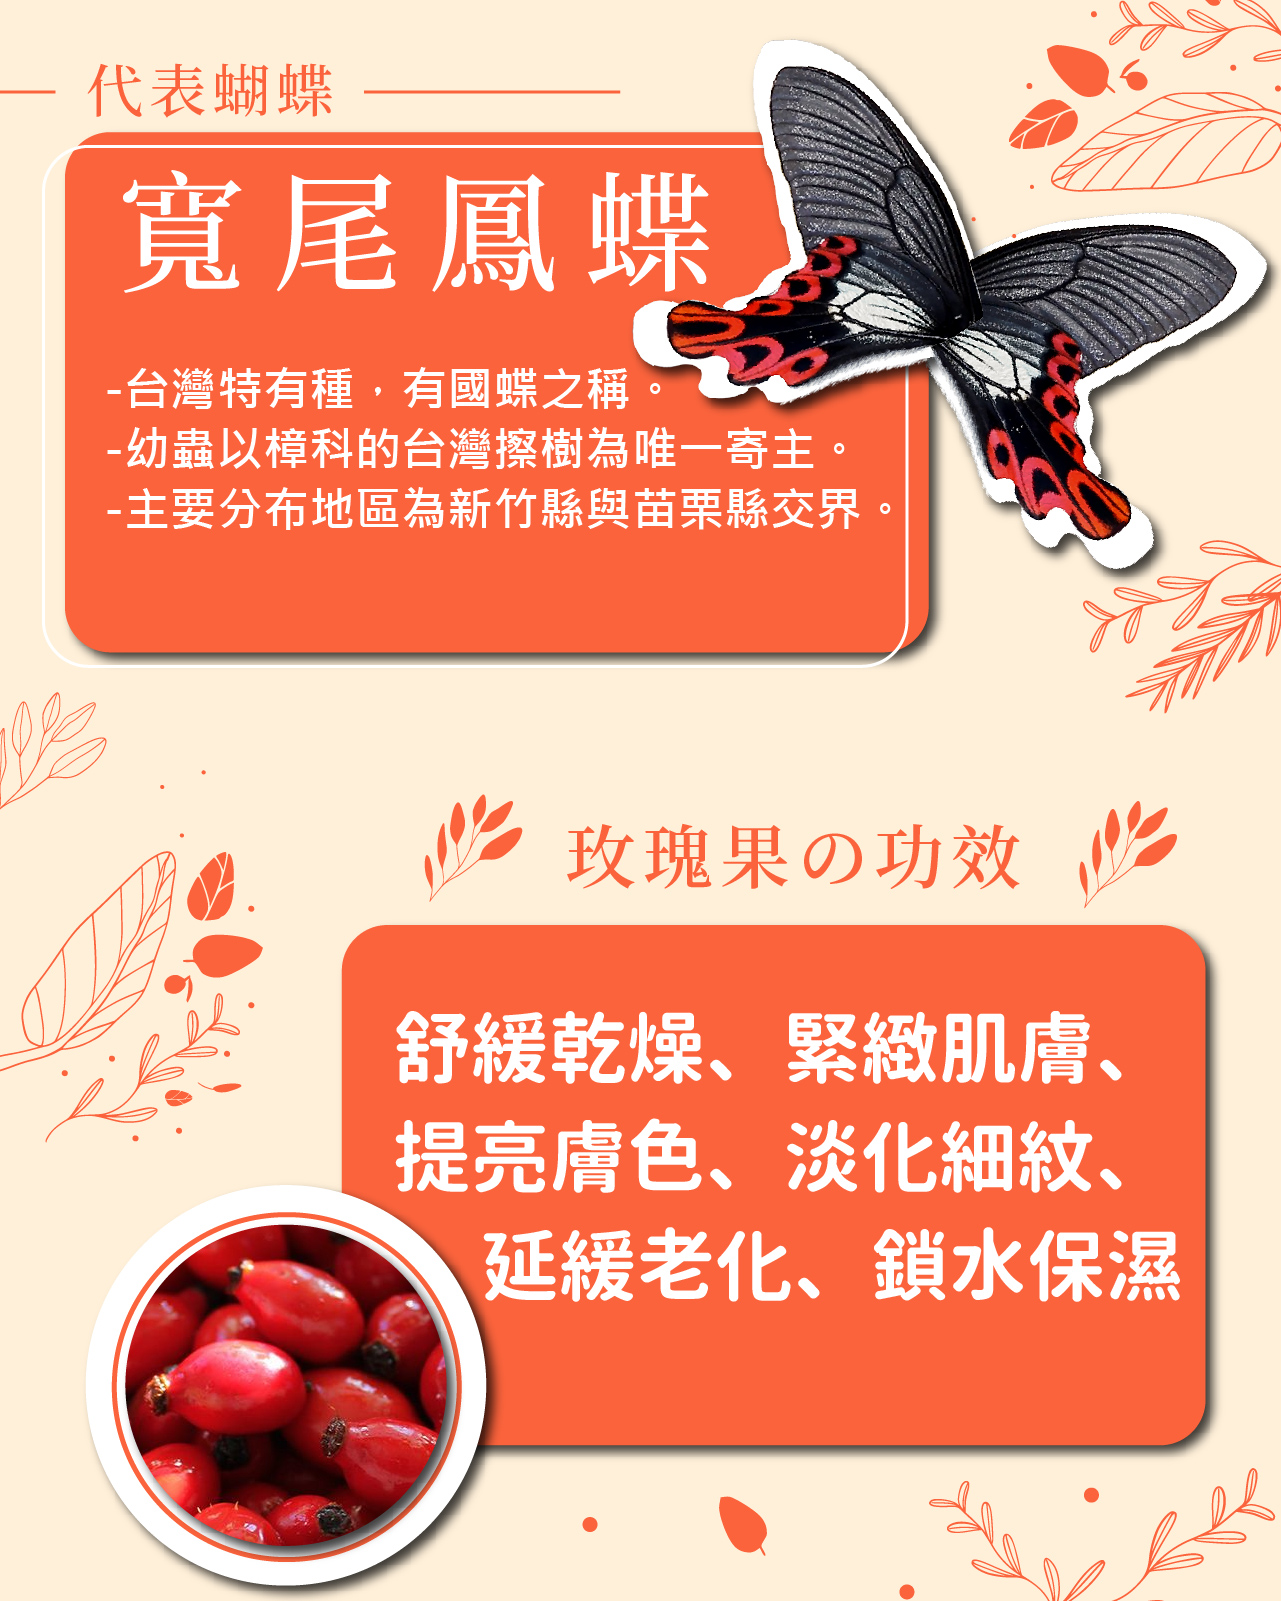 代表蝴蝶
寬尾鳳蝶
-台灣特有種，有國蝶之稱。
-幼蟲以樟科的台灣擦樹為唯一寄主。
-主要分布地區為新竹縣與苗栗縣交界。
玫瑰果の功效
舒緩乾燥、緊緻肌膚、
提亮膚色、淡化細紋、
延緩老化、鎖水保濕